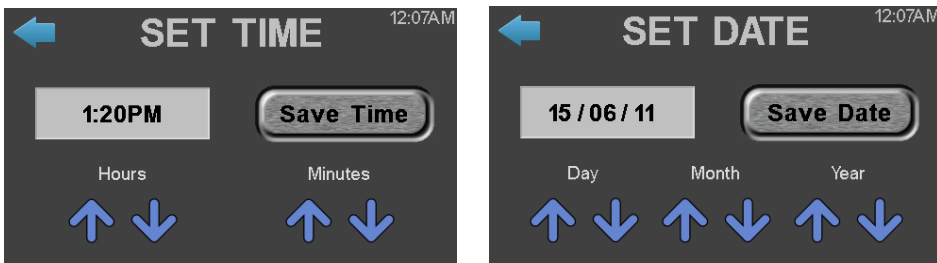 SET TIME
12:07AM
1:20PM
Save Time
Hours
Minutes
SET DATE
12:07AM
15 / 06 / 11
Save Date
Day
Month
Year